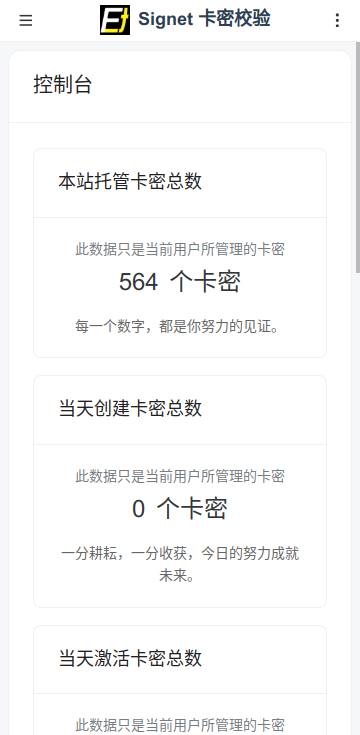 Et Signet 卡密校验
控制台
本站托管卡密总数
此数据只是当前用户所管理的卡密
564 个卡密
每一个数字，都是你努力的见证。
当天创建卡密总数
此数据只是当前用户所管理的卡密
0 个卡密
一分耕耘，一分收获，今日的努力成就
未来。
当天激活卡密总数
此数据只是当前用户所管理的卡密